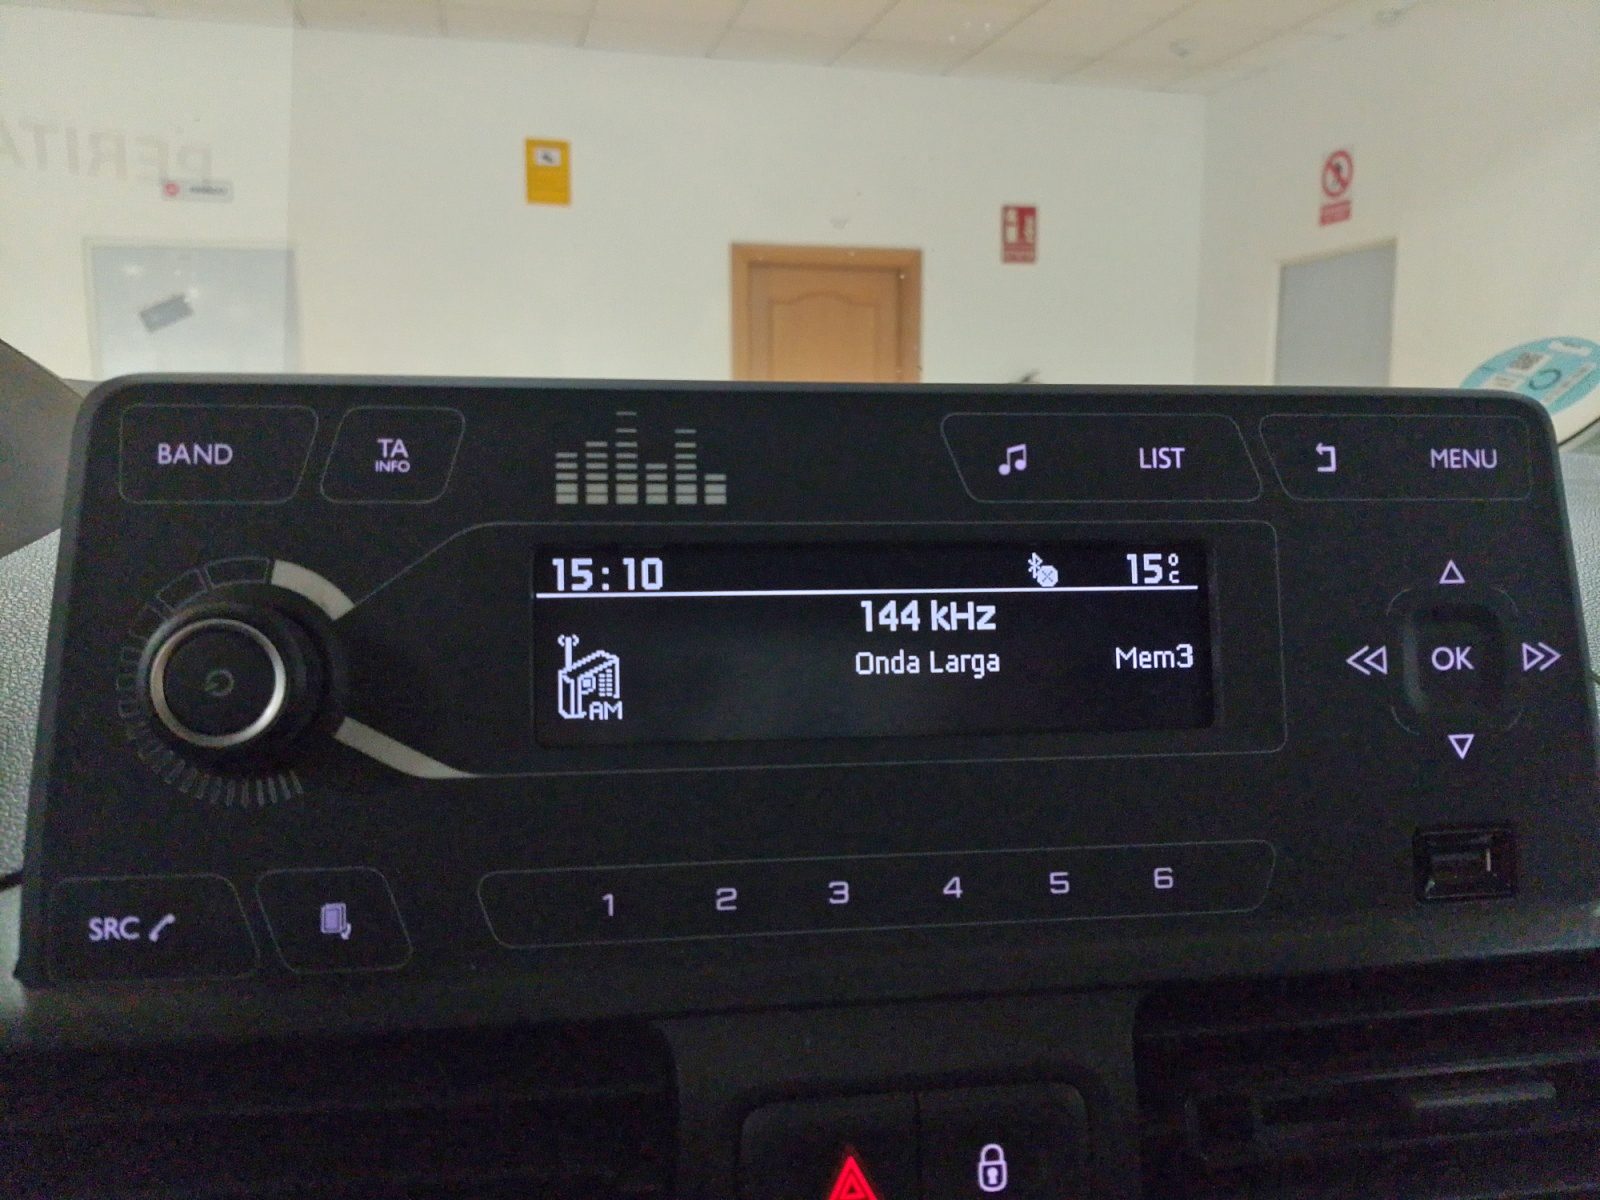 PERITA
BAND
TA
INFO
LIST
MENU
15:10
15°C
144 kHz
Onda Larga
Mem3
AM
OK
SRC
1 2 3 4 5 6